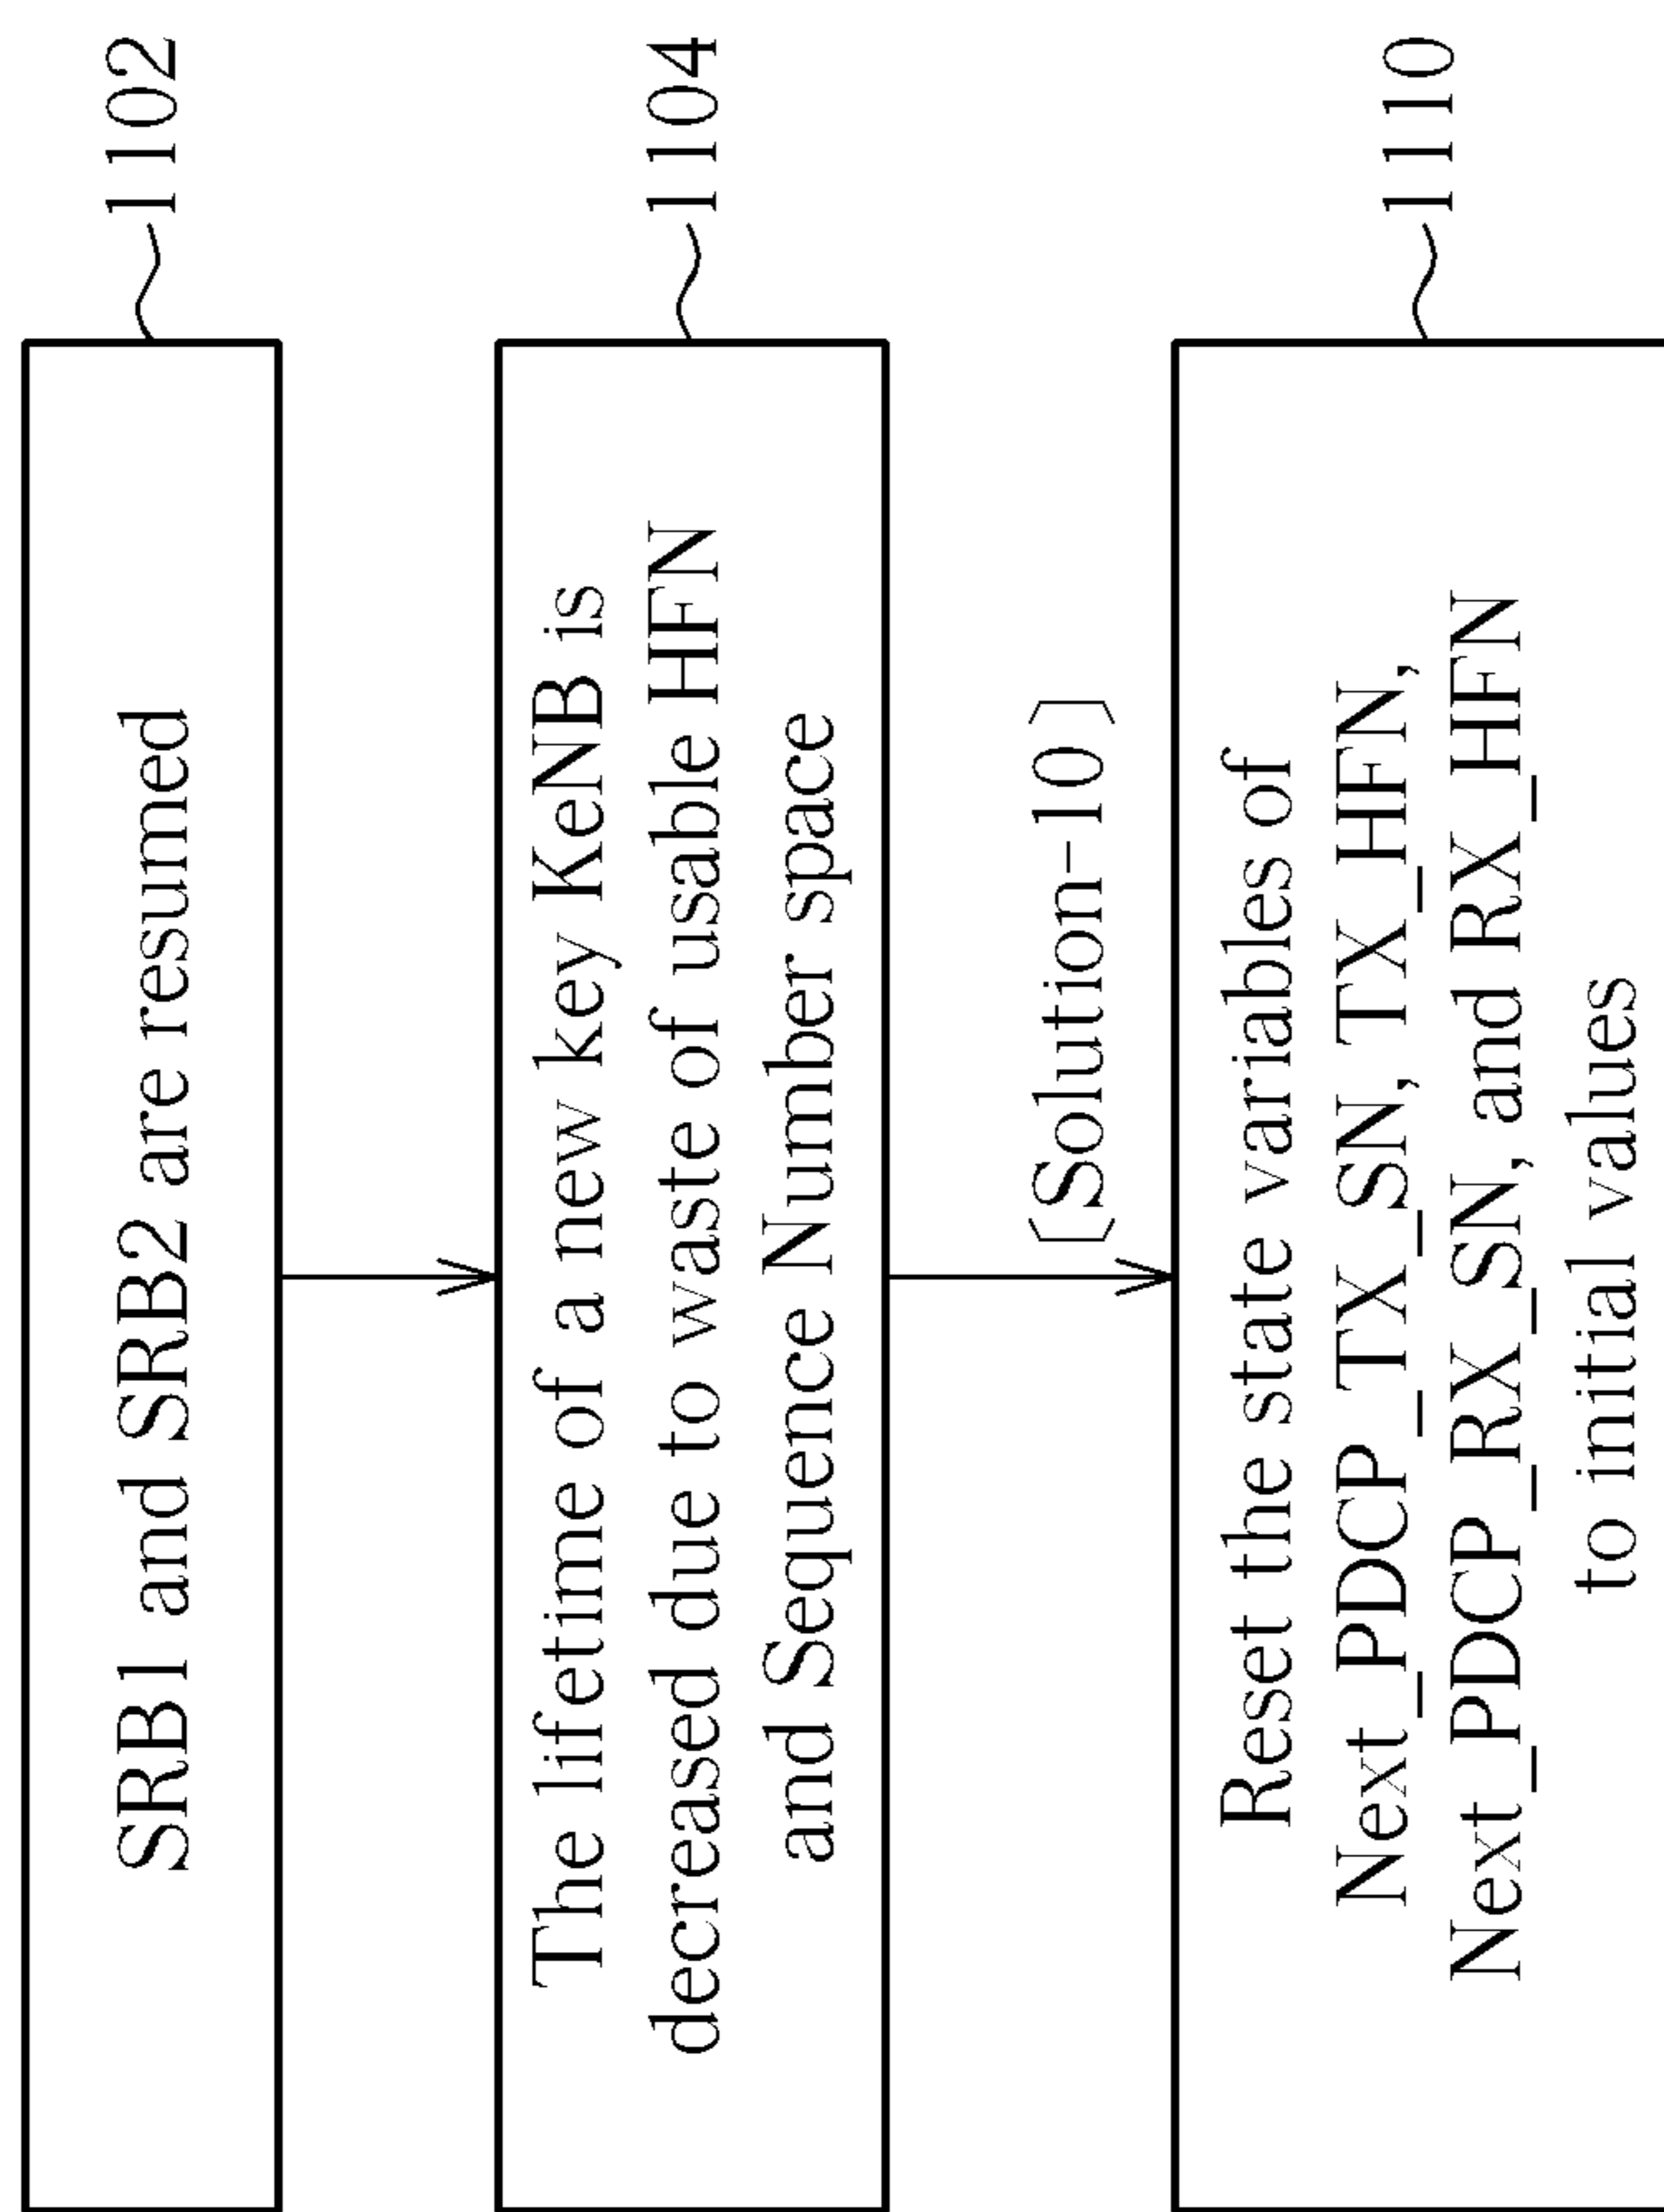 SRB1 and SRB2 are resumed
1102
The lifetime of a new key KeNB is
decreased due to waste of usable HFN
and Sequence Number space
1104
(Solution-10)
Reset the state variables of
Next_PDCP_TX_SN, TX_HFN,
Next_PDCP_RX_SN, and RX_HFN
to initial values
1110